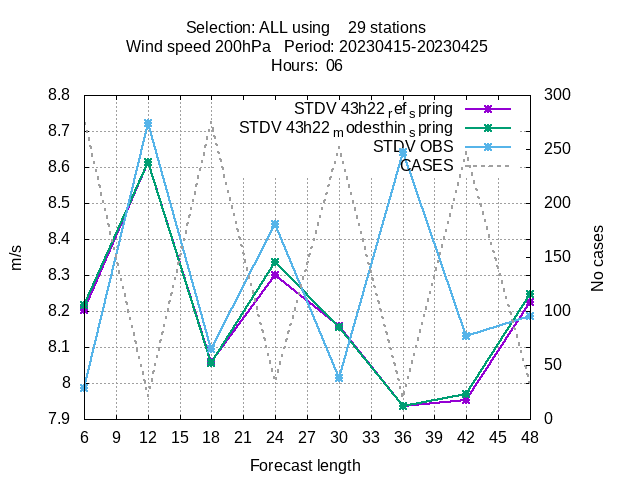 Selection: ALL using 29 stations
Wind speed 200hPa Period: 20230415-20230425
Hours: 06
STDV 43h22 ref spring
STDV 43h22 modesthin spring
STDV OBS
CASES
8.8
8.7
8.6
8.5
8.4
8.3
8.2
8.1
8
7.9
m/s
300
250
200
150
100
50
0
No cases
6 9 12 15 18 21 24 27 30 33 36 39 42 45 48
Forecast length